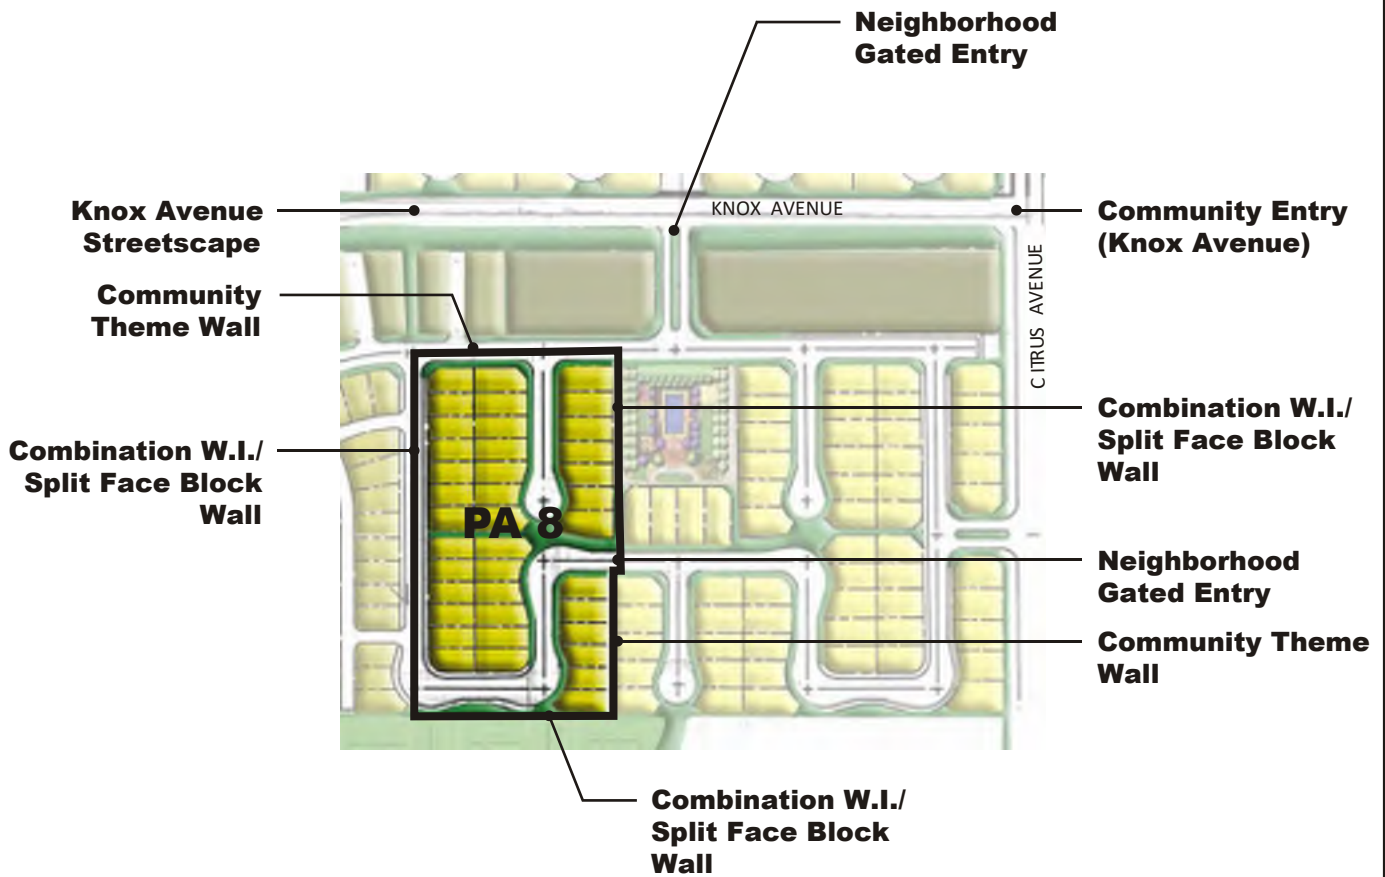 Neighborhood
Gated Entry
Knox Avenue
Streetscape
KNOX AVENUE
Community Entry
(Knox Avenue)
CITRUS AVENUE
Community
Theme Wall
Combination W.I./
Split Face Block
Wall
Combination W.I./
Split Face Block
Wall
PA 8
Neighborhood
Gated Entry
Community Theme
Wall
Combination W.I./
Split Face Block
Wall